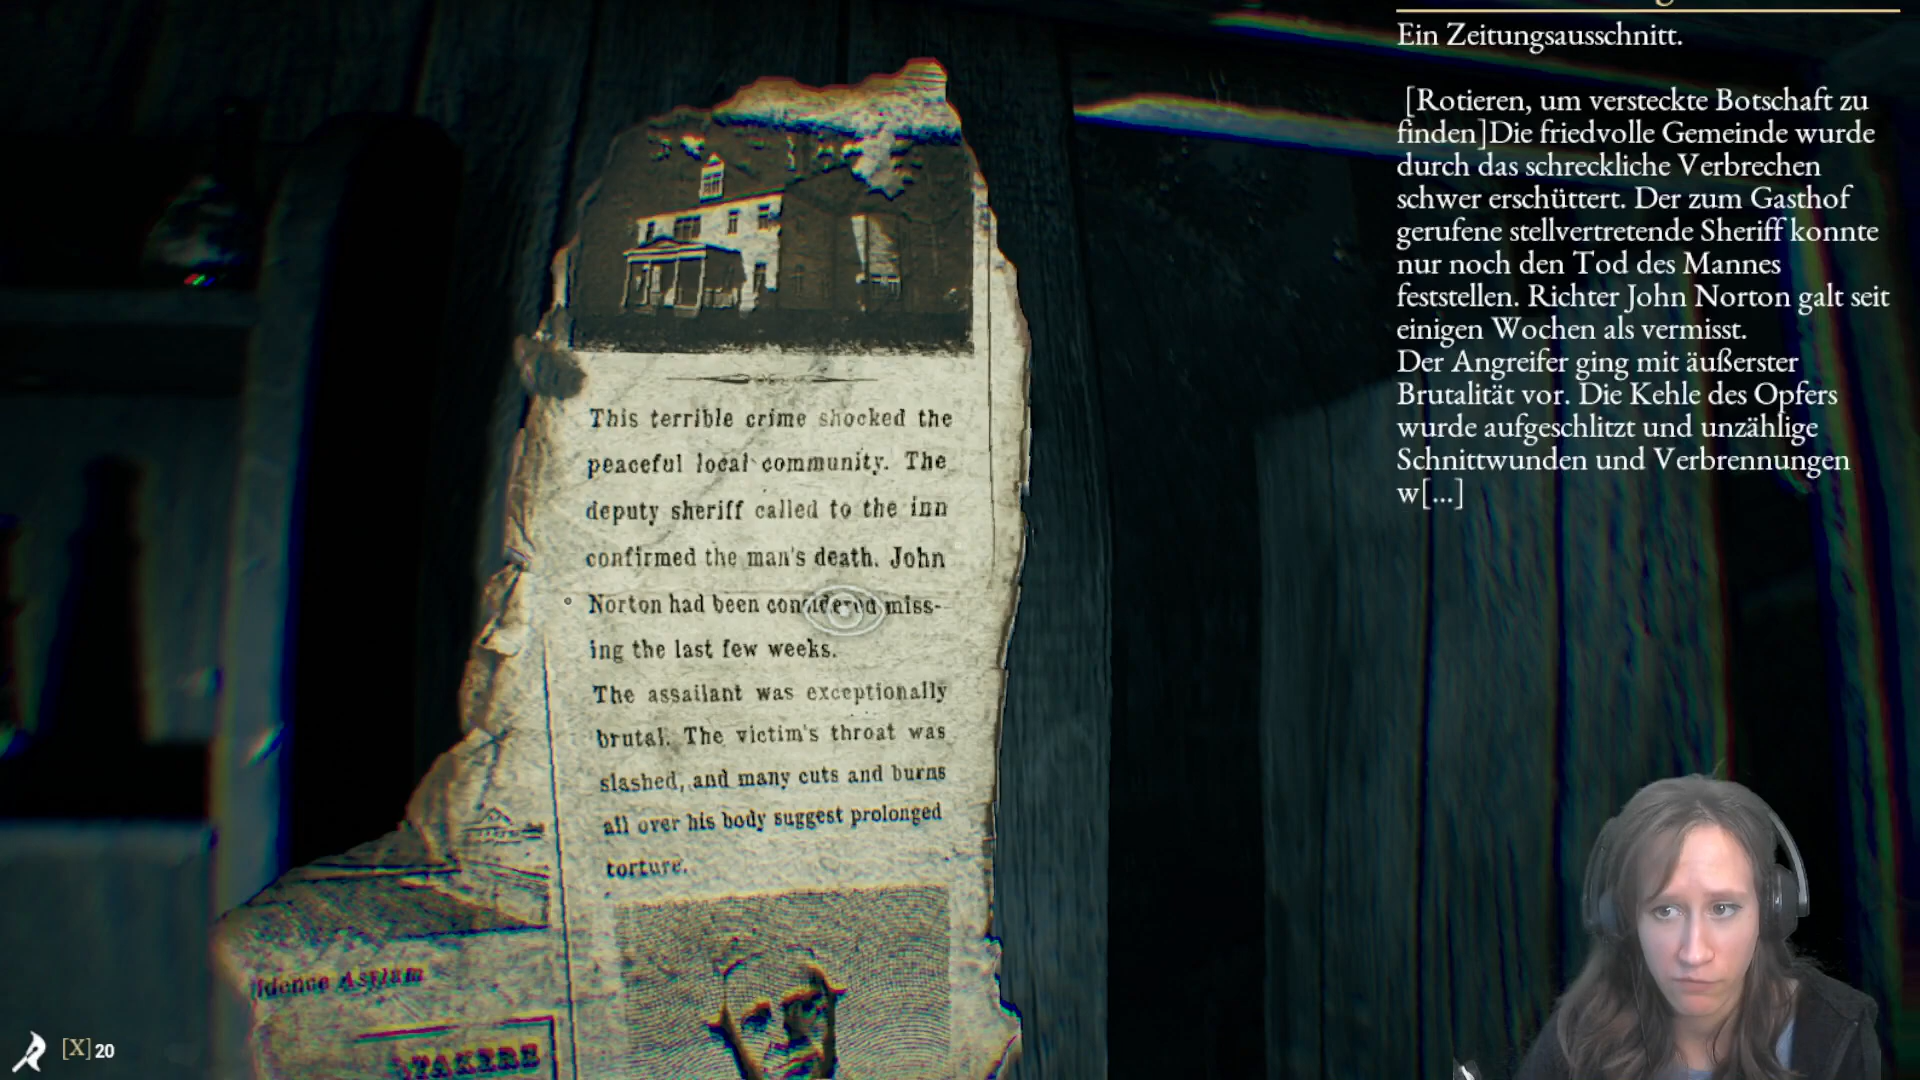 Ein Zeitungsausschnitt.
[Rotieren, um versteckte Botschaft zu
finden]Die friedvolle Gemeinde wurde
durch das schreckliche Verbrechen
schwer erschüttert. Der zum Gasthof
gerufene stellvertretende Sheriff konnte
nur noch den Tod des Mannes
feststellen. Richter John Norton galt seit
einigen Wochen als vermisst.
Der Angreifer ging mit äußerster
Brutalität vor. Die Kehle des Opfers
wurde aufgeschlitzt und unzählige
Schnittwunden und Verbrennungen
w[...]
This terrible crime shocked the
peaceful local community. The
deputy sheriff called to the inn
confirmed the man's death. John
Norton had been considered miss-
ing the last few weeks.
The assailant was exceptionally
brutal. The victim's throat was
slashed, and many cuts and burns
all over his body suggest prolonged
torture.
idence Asylum
TAKERS
[X] 20